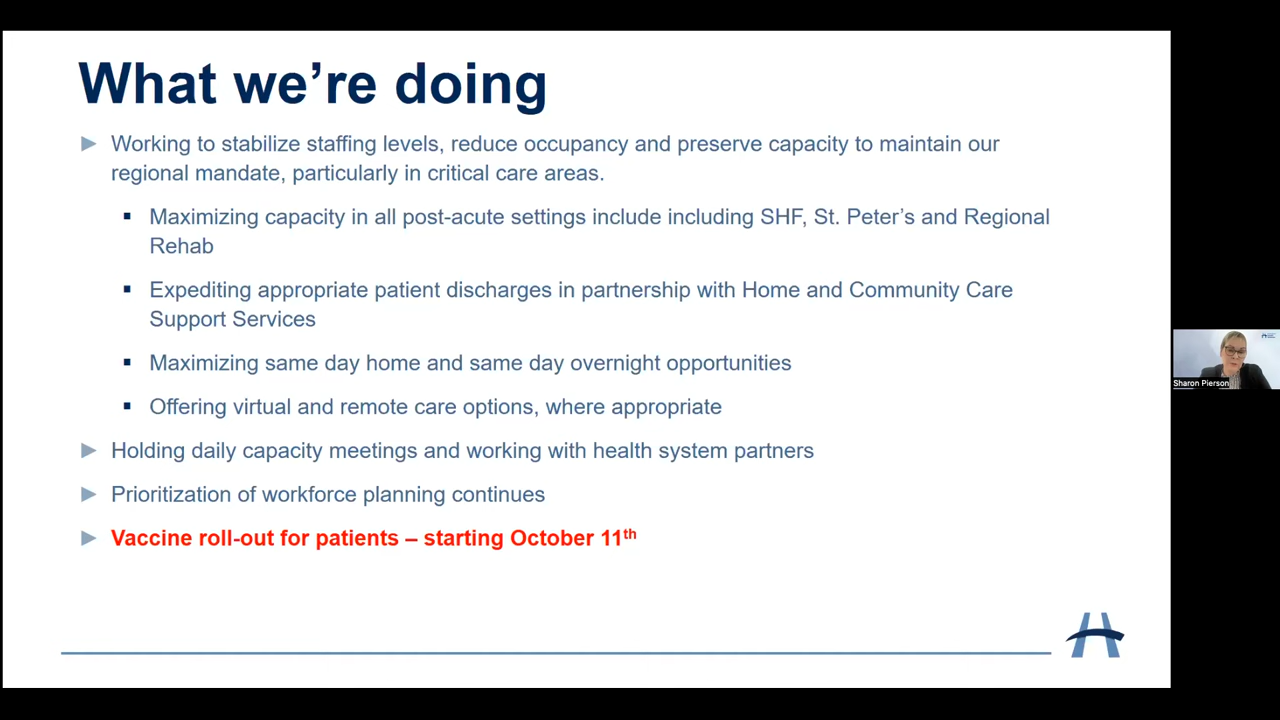 What we’re doing
► Working to stabilize staffing levels, reduce occupancy and preserve capacity to maintain our
regional mandate, particularly in critical care areas.
▪ Maximizing capacity in all post-acute settings include including SHF, St. Peter’s and Regional
Rehab
▪ Expediting appropriate patient discharges in partnership with Home and Community Care
Support Services
▪ Maximizing same day home and same day overnight opportunities
▪ Offering virtual and remote care options, where appropriate
► Holding daily capacity meetings and working with health system partners
► Prioritization of workforce planning continues
► Vaccine roll-out for patients – starting October 11th
Sharon Pierson